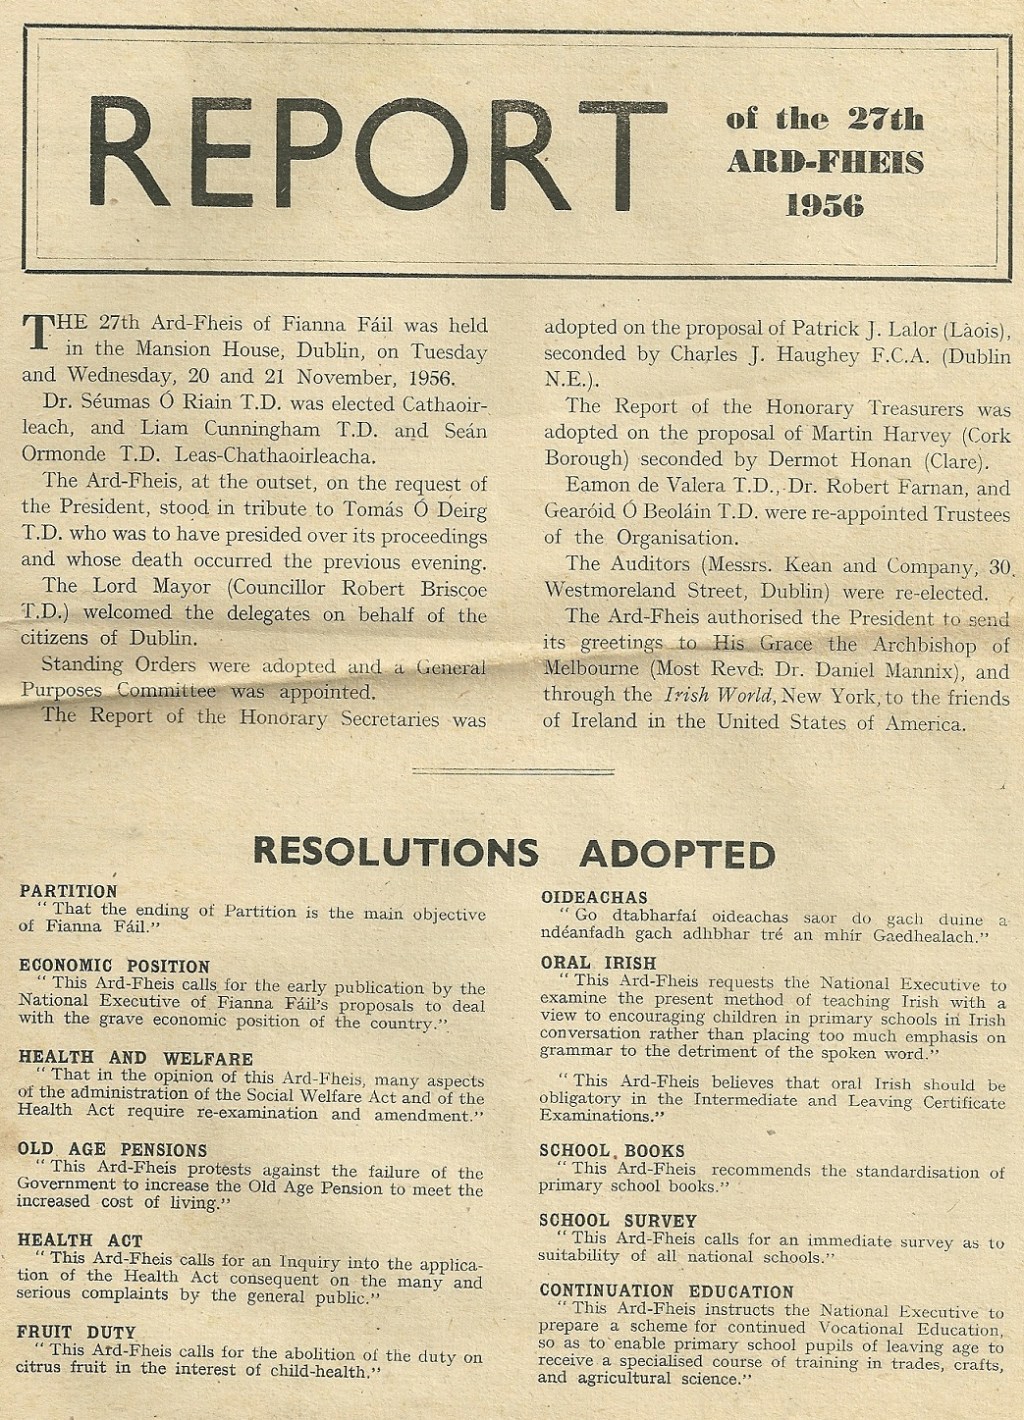 REPORT
of the 27th
ARD-FHEIS
1956
THE 27th Ard-Fheis of Fianna Fáil was held
in the Mansion House, Dublin, on Tuesday
and Wednesday, 20 and 21 November, 1956.
Dr. Séumas Ó Riain T.D. was elected Cathaoir-
leach, and Liam Cunningham T.D. and Seán
Ormonde T.D. Leas-Chathaoirleacha.
The Ard-Fheis, at the outset, on the request of
the President, stood in tribute to Tomás Ó Deirg
T.D. who was to have presided over its proceedings
and whose death occurred the previous evening.
The Lord Mayor (Councillor Robert Briscoe
T.D.) welcomed the delegates on behalf of the
citizens of Dublin.
Standing Orders were adopted and a General
Purposes Committee was appointed.
The Report of the Honorary Secretaries was
adopted on the proposal of Patrick J. Lalor (Laois),
seconded by Charles J. Haughey F.C.A. (Dublin
N.E.).
The Report of the Honorary Treasurers was
adopted on the proposal of Martin Harvey (Cork
Borough) seconded by Dermot Honan (Clare).
Eamon de Valera T.D., Dr. Robert Farnan, and
Gearóid Ó Beoláin T.D. were re-appointed Trustees
of the Organisation.
The Auditors (Messrs. Kean and Company, 30,
Westmoreland Street, Dublin) were re-elected.
The Ard-Fheis authorised the President to send
its greetings to His Grace the Archbishop of
Melbourne (Most Revd. Dr. Daniel Mannix), and
through the Irish World, New York, to the friends
of Ireland in the United States of America.
RESOLUTIONS ADOPTED
PARTITION
"That the ending of Partition is the main objective
of Fianna Fáil."
ECONOMIC POSITION
"This Ard-Fheis calls for the early publication by the
National Executive of Fianna Fáil's proposals to deal
with the grave economic position of the country."
HEALTH AND WELFARE
"That in the opinion of this Ard-Fheis, many aspects
of the administration of the Social Welfare Act and of the
Health Act require re-examination and amendment."
OLD AGE PENSIONS
"This Ard-Fheis protests against the failure of the
Government to increase the Old Age Pension to meet the
increased cost of living."
HEALTH ACT
"This Ard-Fheis calls for an Inquiry into the applica-
tion of the Health Act consequent on the many and
serious complaints by the general public."
FRUIT DUTY
"This Ard-Fheis calls for the abolition of the duty on
citrus fruit in the interest of child-health."
OIDEACHAS
"Go dtabharfaí oideachas saor do gach duine a
ndéanfadh gach adhbhar tré an mhír Gaedhealach."
ORAL IRISH
"This Ard-Fheis requests the National Executive to
examine the present method of teaching Irish with a
view to encouraging children in primary schools in Irish
conversation rather than placing too much emphasis on
grammar to the detriment of the spoken word."
"This Ard-Fheis believes that oral Irish should be
obligatory in the Intermediate and Leaving Certificate
Examinations."
SCHOOL BOOKS
"This Ard-Fheis recommends the standardisation of
primary school books."
SCHOOL SURVEY
"This Ard-Fheis calls for an immediate survey as to
suitability of all national schools."
CONTINUATION EDUCATION
"This Ard-Fheis instructs the National Executive to
prepare a scheme for continued Vocational Education,
so as to enable primary school pupils of leaving age to
receive a specialised course of training in trades, crafts,
and agricultural science."